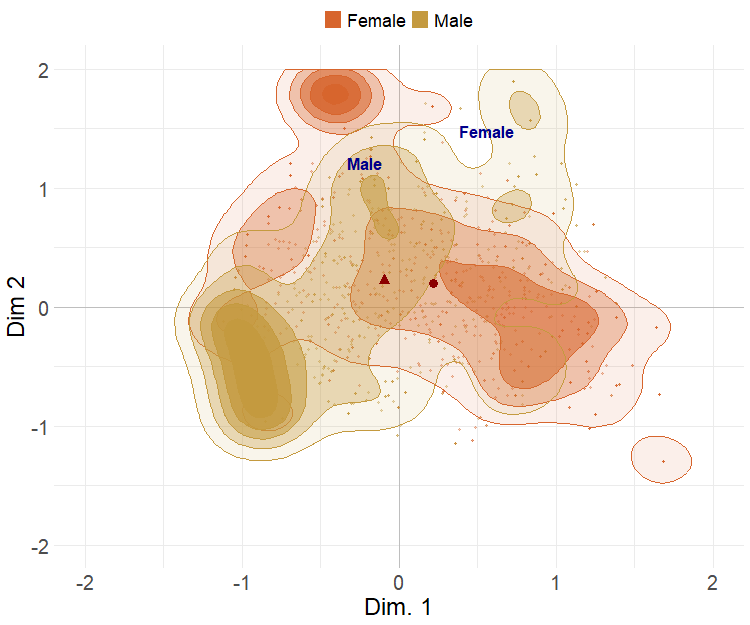 Female Male
2
Female
Male
1
Dim 2
0
-1
-2
-2 -1 0 1 2
Dim. 1